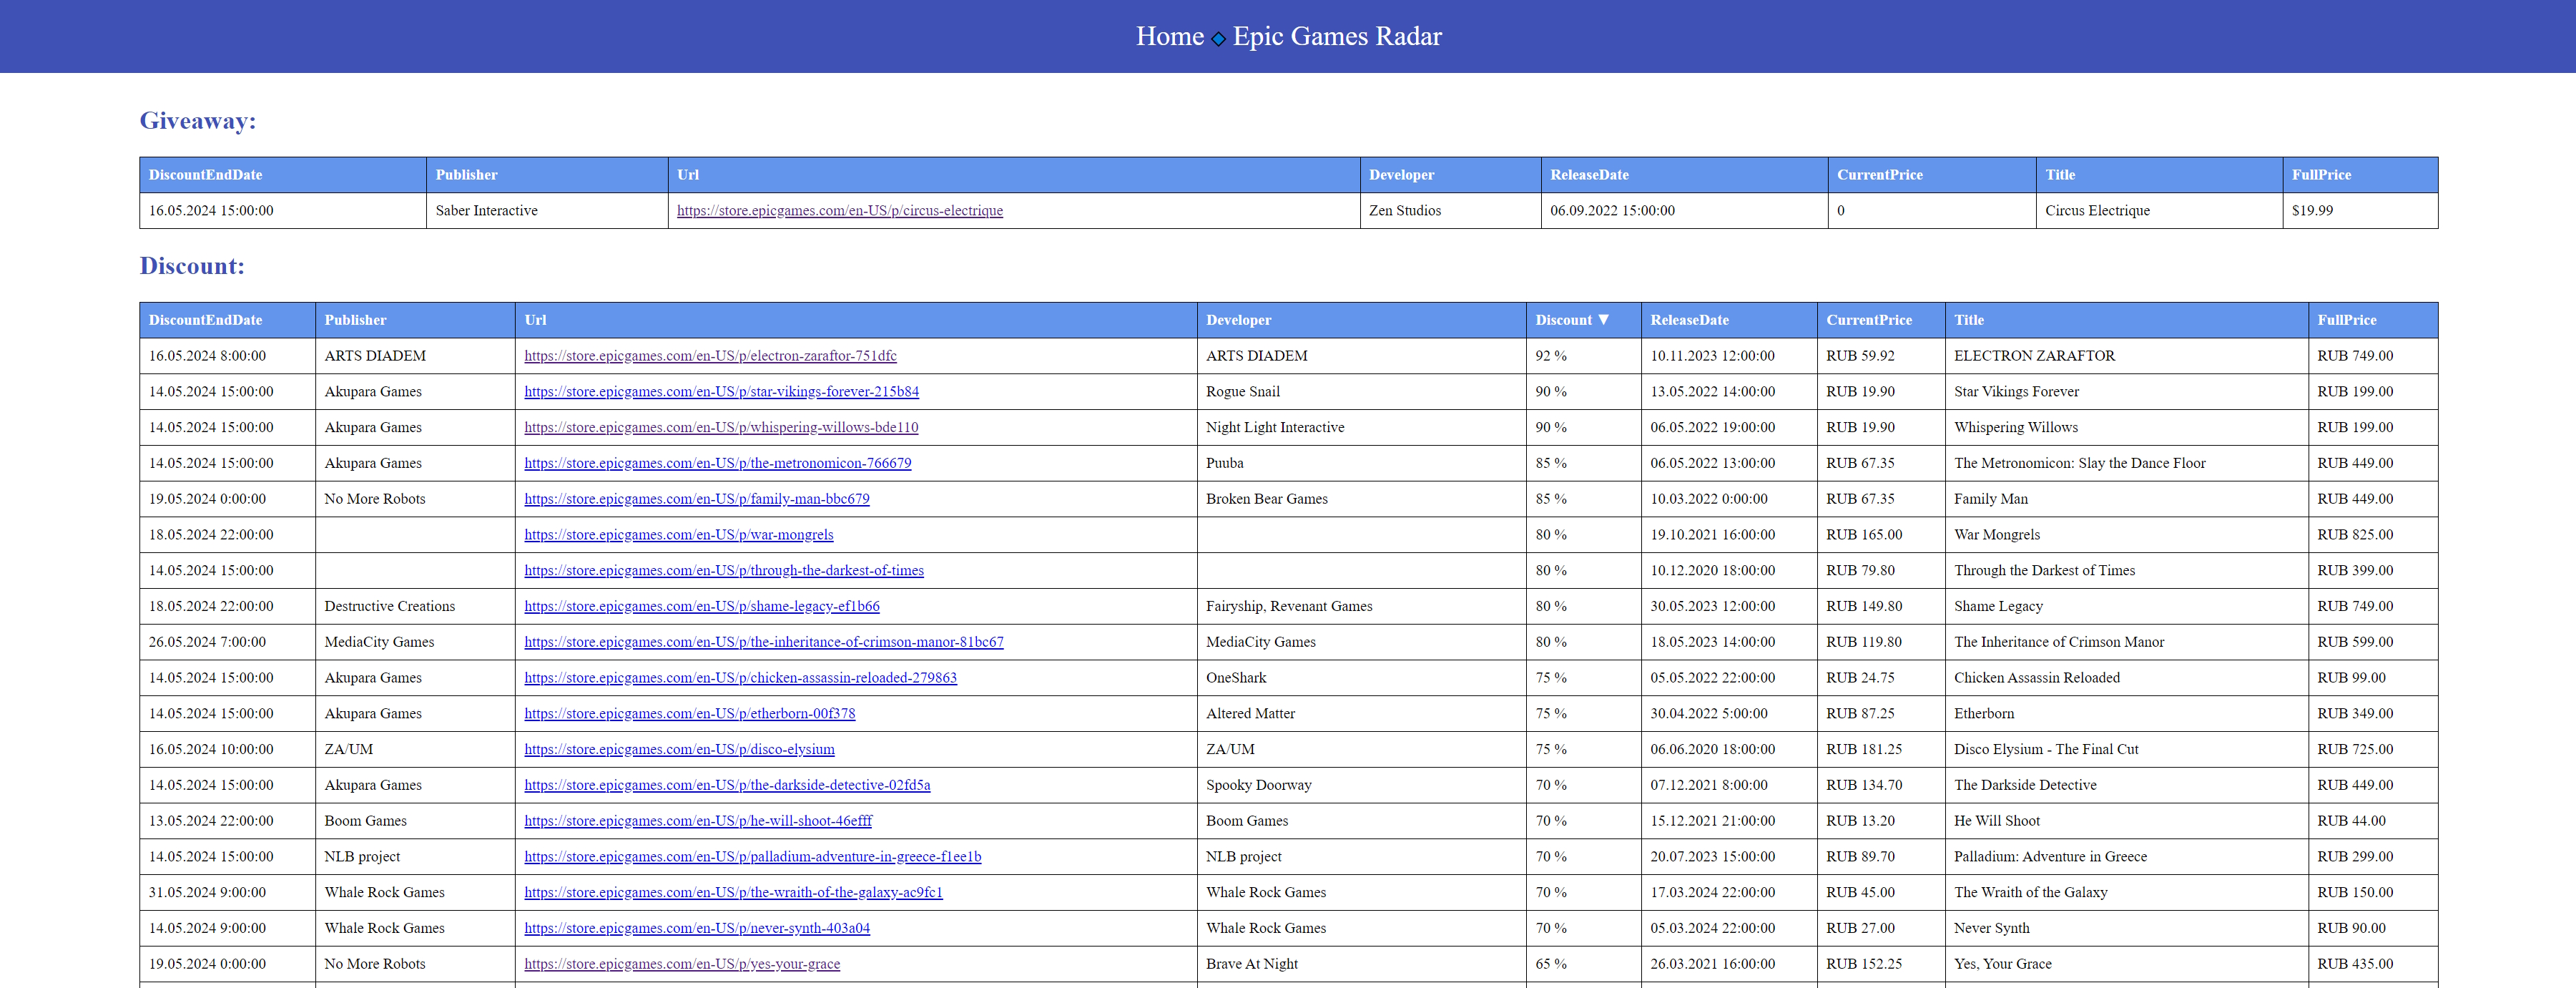 Home Epic Games Radar
Giveaway:
DiscountEndDate Publisher Url Developer ReleaseDate CurrentPrice Title FullPrice
16.05.2024 15:00:00 Saber Interactive https://store.epicgames.com/en-US/p/circus-electrique Zen Studios 06.09.2022 15:00:00 0 Circus Electrique $19.99
Discount:
DiscountEndDate Publisher Url Developer Discount ▼ ReleaseDate CurrentPrice Title FullPrice
16.05.2024 8:00:00 ARTS DIADEM https://store.epicgames.com/en-US/p/electron-zaraftor-751dfc ARTS DIADEM 92 % 10.11.2023 12:00:00 RUB 59.92 ELECTRON ZARAFTOR RUB 749.00
14.05.2024 15:00:00 Akupara Games https://store.epicgames.com/en-US/p/star-vikings-forever-215b84 Rogue Snail 90 % 13.05.2022 14:00:00 RUB 19.90 Star Vikings Forever RUB 199.00
14.05.2024 15:00:00 Akupara Games https://store.epicgames.com/en-US/p/whispering-willows-bde110 Night Light Interactive 90 % 06.05.2022 19:00:00 RUB 19.90 Whispering Willows RUB 199.00
14.05.2024 15:00:00 Akupara Games https://store.epicgames.com/en-US/p/the-metronomicon-766679 Puuba 85 % 06.05.2022 13:00:00 RUB 67.35 The Metronomicon: Slay the Dance Floor RUB 449.00
19.05.2024 0:00:00 No More Robots https://store.epicgames.com/en-US/p/family-man-bbc679 Broken Bear Games 85 % 10.03.2022 0:00:00 RUB 67.35 Family Man RUB 449.00
18.05.2024 22:00:00 https://store.epicgames.com/en-US/p/war-mongrels 80 % 19.10.2021 16:00:00 RUB 165.00 War Mongrels RUB 825.00
14.05.2024 15:00:00 https://store.epicgames.com/en-US/p/through-the-darkest-of-times 80 % 10.12.2020 18:00:00 RUB 79.80 Through the Darkest of Times RUB 399.00
18.05.2024 22:00:00 Destructive Creations https://store.epicgames.com/en-US/p/shame-legacy-ef1b66 Fairyship, Revenant Games 80 % 30.05.2023 12:00:00 RUB 149.80 Shame Legacy RUB 749.00
26.05.2024 7:00:00 MediaCity Games https://store.epicgames.com/en-US/p/the-inheritance-of-crimson-manor-81bc67 MediaCity Games 80 % 18.05.2023 14:00:00 RUB 119.80 The Inheritance of Crimson Manor RUB 599.00
14.05.2024 15:00:00 Akupara Games https://store.epicgames.com/en-US/p/chicken-assassin-reloaded-279863 OneShark 75 % 05.05.2022 22:00:00 RUB 24.75 Chicken Assassin Reloaded RUB 99.00
14.05.2024 15:00:00 Akupara Games https://store.epicgames.com/en-US/p/etherborn-00f378 Altered Matter 75 % 30.04.2022 5:00:00 RUB 87.25 Etherborn RUB 349.00
16.05.2024 10:00:00 ZA/UM https://store.epicgames.com/en-US/p/disco-elysium ZA/UM 75 % 06.06.2020 18:00:00 RUB 181.25 Disco Elysium - The Final Cut RUB 725.00
14.05.2024 15:00:00 Akupara Games https://store.epicgames.com/en-US/p/the-darkside-detective-02fd5a Spooky Doorway 70 % 07.12.2021 8:00:00 RUB 134.70 The Darkside Detective RUB 449.00
13.05.2024 22:00:00 Boom Games https://store.epicgames.com/en-US/p/he-will-shoot-46efff Boom Games 70 % 15.12.2021 21:00:00 RUB 13.20 He Will Shoot RUB 44.00
14.05.2024 15:00:00 NLB project https://store.epicgames.com/en-US/p/palladium-adventure-in-greece-f1ee1b NLB project 70 % 20.07.2023 15:00:00 RUB 89.70 Palladium: Adventure in Greece RUB 299.00
31.05.2024 9:00:00 Whale Rock Games https://store.epicgames.com/en-US/p/the-wraith-of-the-galaxy-ac9fc1 Whale Rock Games 70 % 17.03.2024 22:00:00 RUB 45.00 The Wraith of the Galaxy RUB 150.00
14.05.2024 9:00:00 Whale Rock Games https://store.epicgames.com/en-US/p/never-synth-403a04 Whale Rock Games 70 % 05.03.2024 22:00:00 RUB 27.00 Never Synth RUB 90.00
19.05.2024 0:00:00 No More Robots https://store.epicgames.com/en-US/p/yes-your-grace Brave At Night 65 % 26.03.2021 16:00:00 RUB 152.25 Yes, Your Grace RUB 435.00